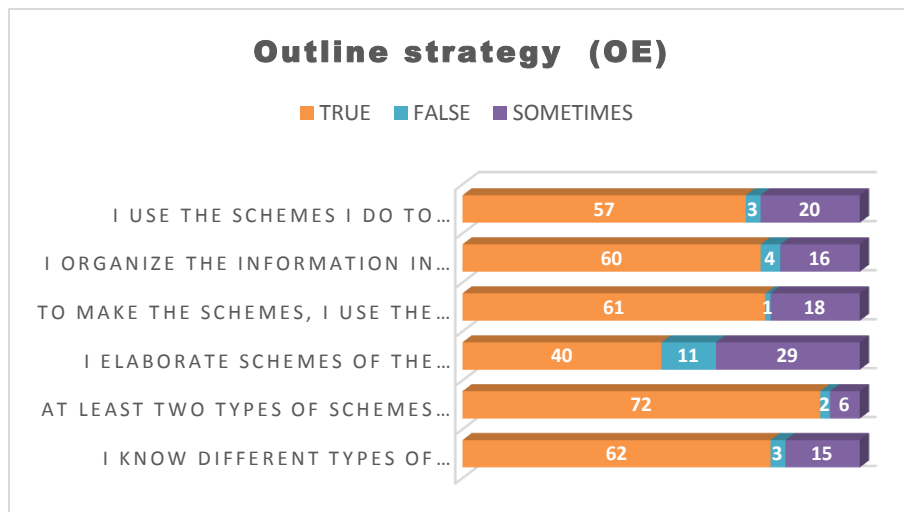 Outline strategy (OE)
TRUE FALSE SOMETIMES
I USE THE SCHEMES I DO TO… 57 3 20
I ORGANIZE THE INFORMATION IN… 60 4 16
TO MAKE THE SCHEMES, I USE THE… 61 1 18
I ELABORATE SCHEMES OF THE… 40 11 29
AT LEAST TWO TYPES OF SCHEMES… 72 2 6
I KNOW DIFFERENT TYPES OF… 62 3 15